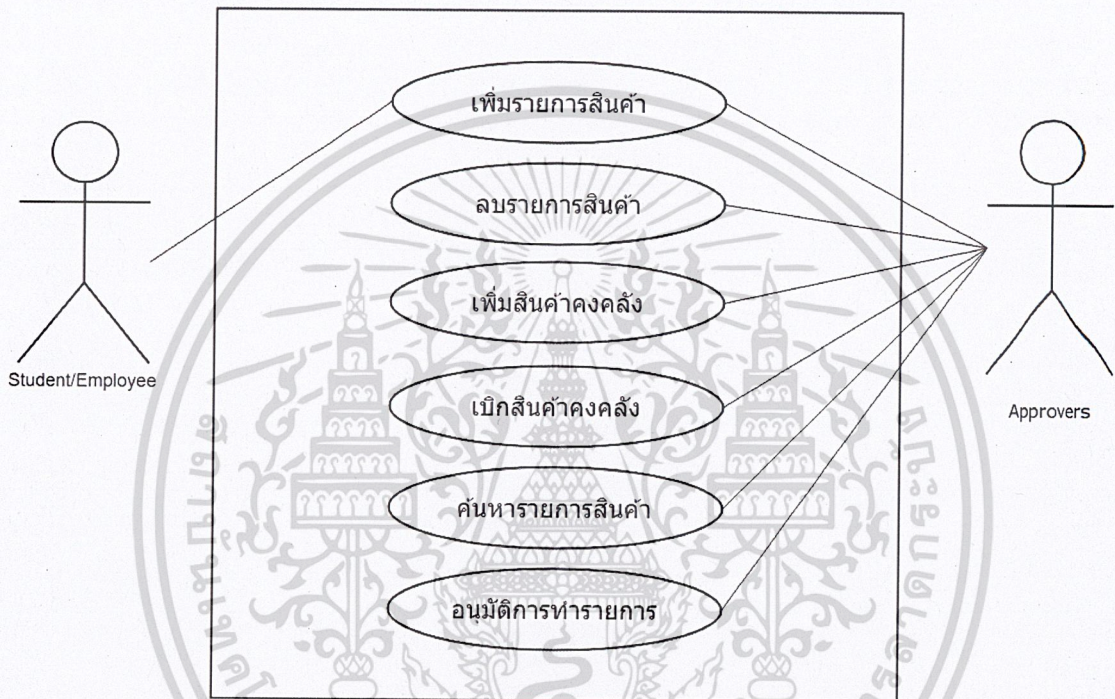 เพิ่มรายการสินค้า
ลบรายการสินค้า
เพิ่มสินค้าคงคลัง
เบิกสินค้าคงคลัง
ค้นหารายการสินค้า
อนุมัติการทำรายการ
Student/Employee
Approvers